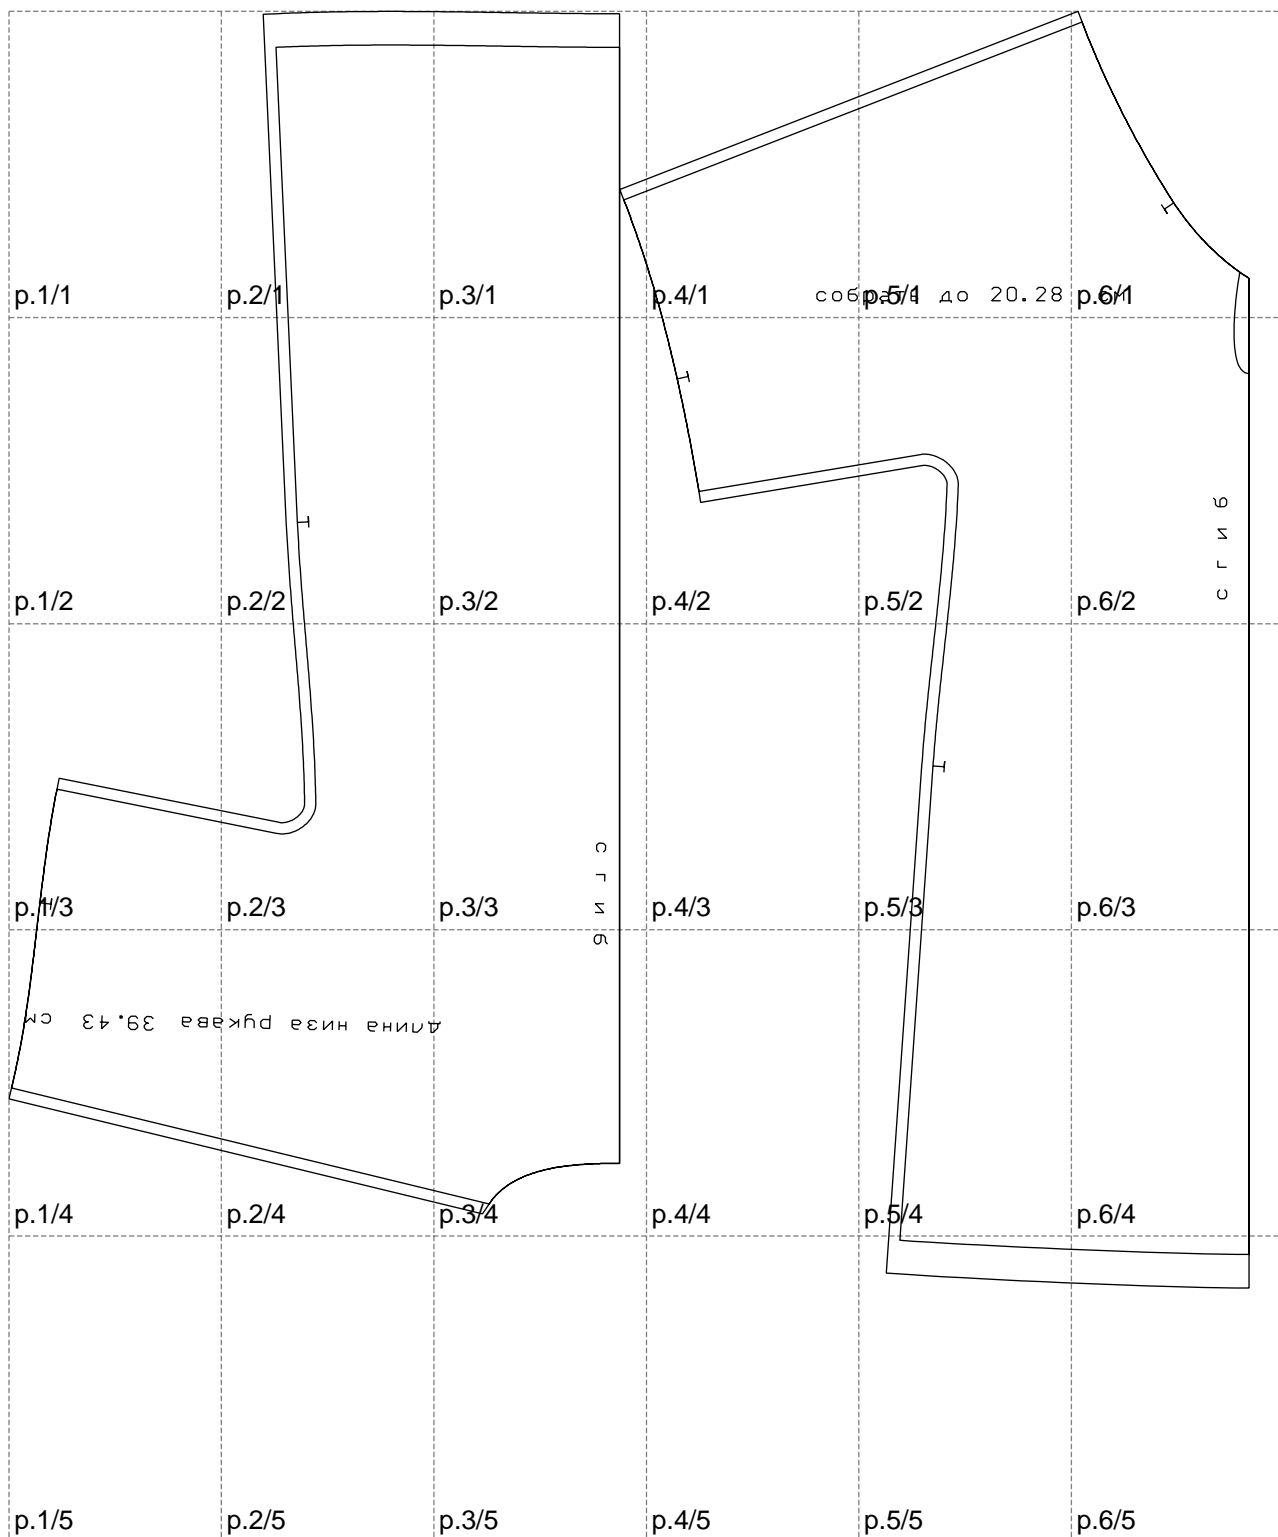 p.1/1 p.2/1 p.3/1 p.4/1 p.5/1 p.6/1
собрать до 20.28 см
сгиб
p.1/2 p.2/2 p.3/2 p.4/2 p.5/2 p.6/2
сгиб
p.1/3 p.2/3 p.3/3 p.4/3 p.5/3 p.6/3
длина низа рукава 39.43 см
p.1/4 p.2/4 p.3/4 p.4/4 p.5/4 p.6/4
p.1/5 p.2/5 p.3/5 p.4/5 p.5/5 p.6/5